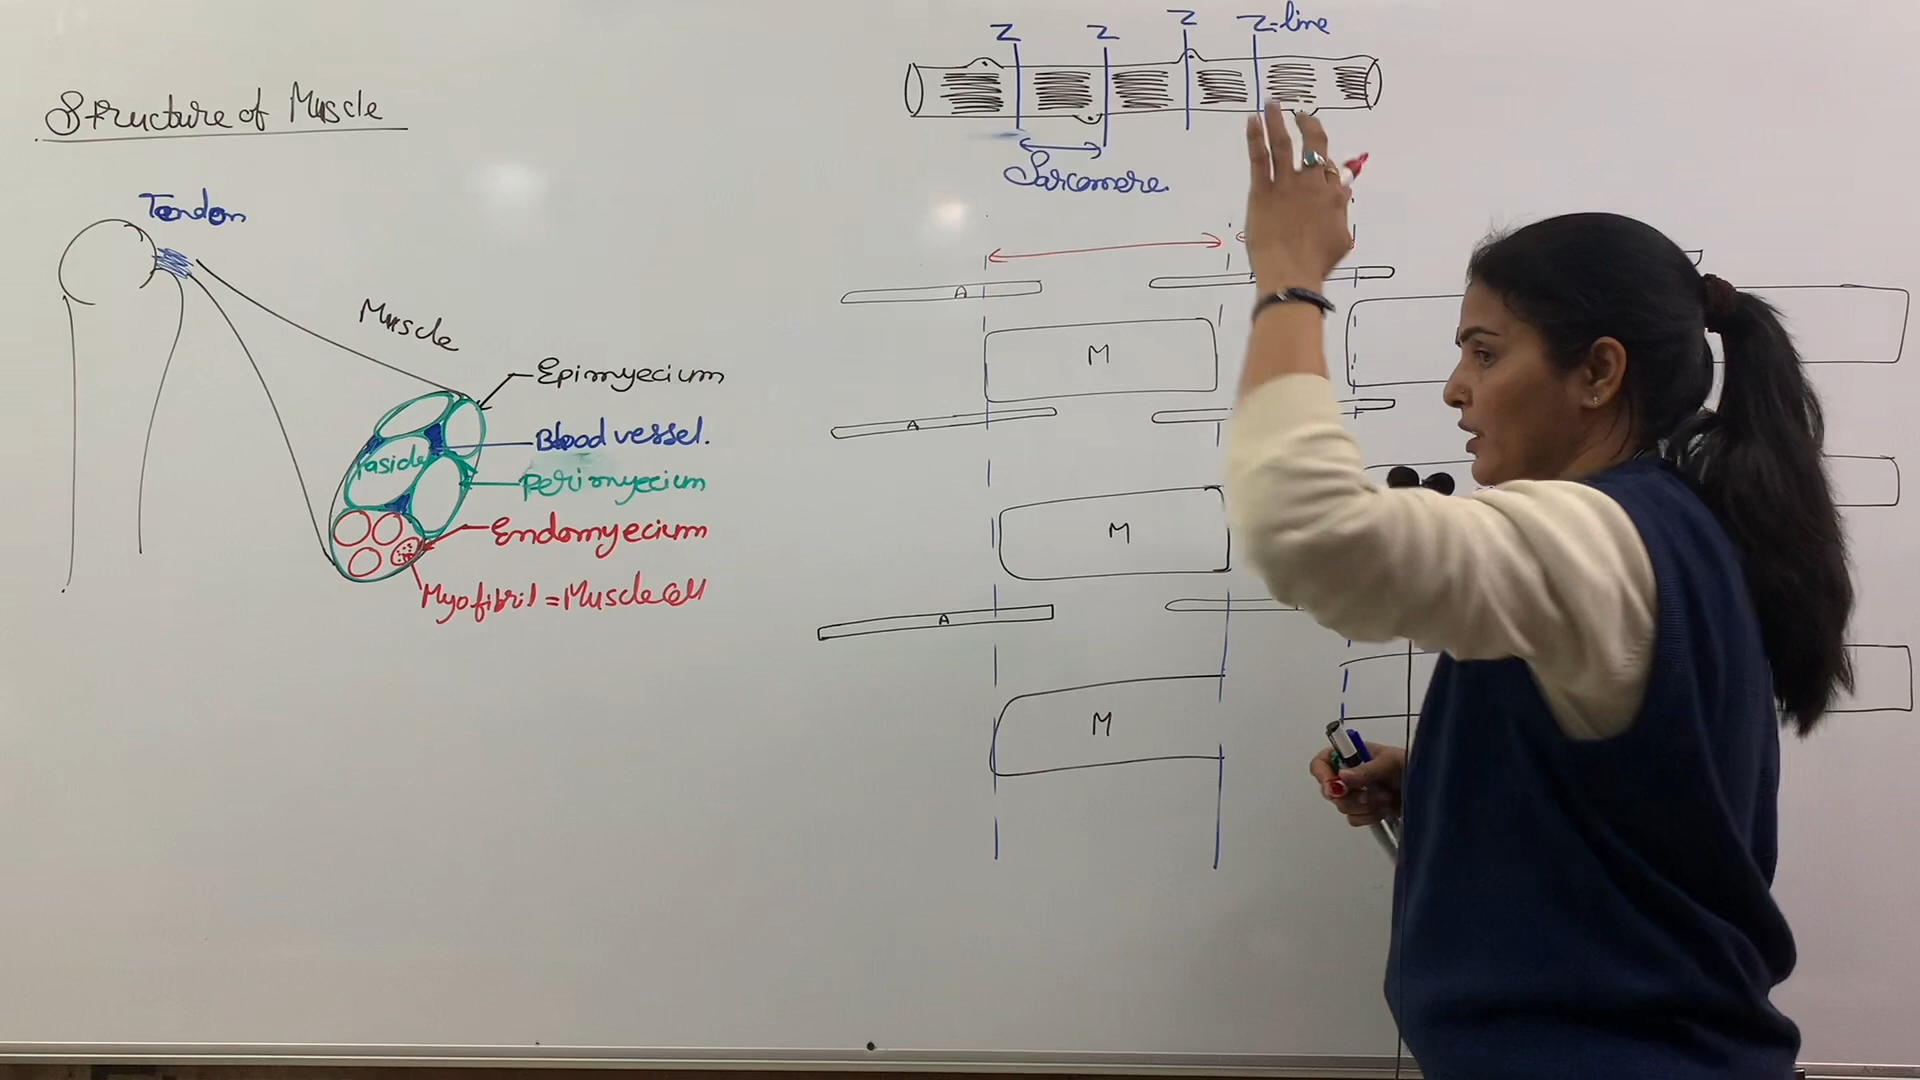 Structure of Muscle
Tendon
Muscle
Epimyecium
Blood vessel.
fasicle
Perimyecium
Endomyecium
Myofibril = Muscle cell
Z Z Z Z-line
Sarcomere.
A
M
A
M
A
M